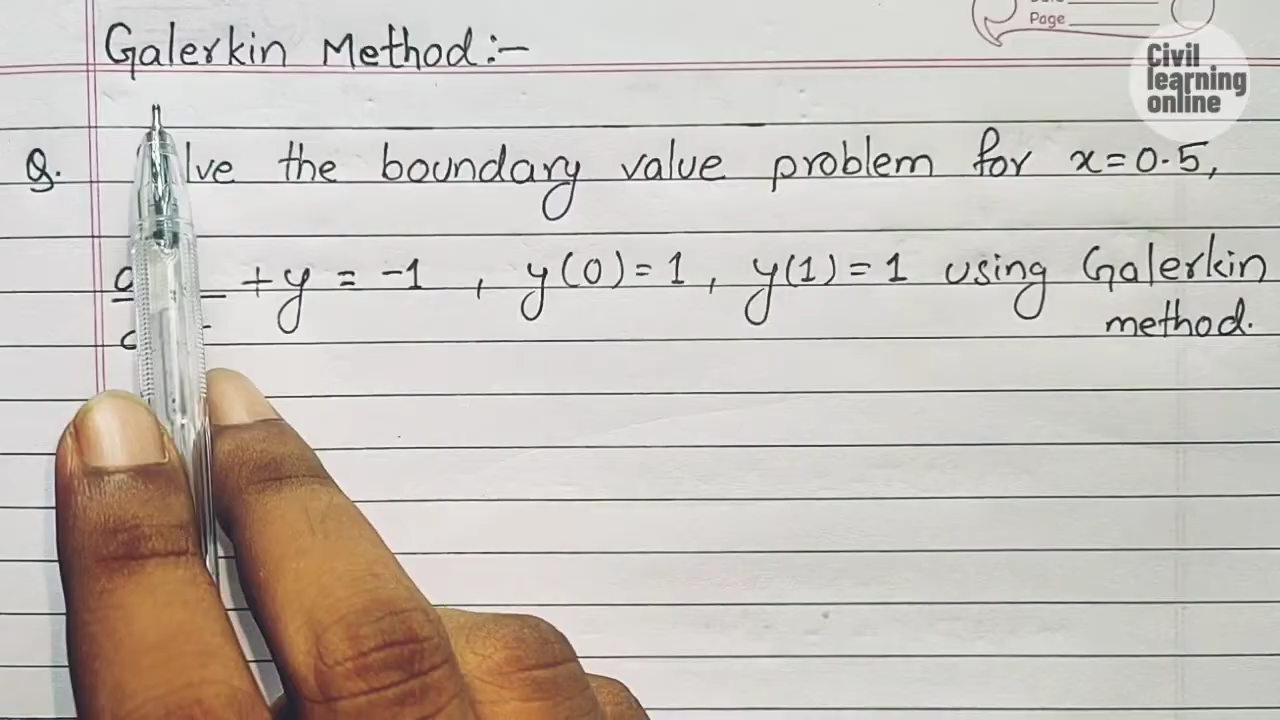 Page
Civil
learning
online
Galerkin Method:-
Q. lve the boundary value problem for x=0.5,
+y = -1 , y(0)=1, y(1)=1 using Galerkin
method.